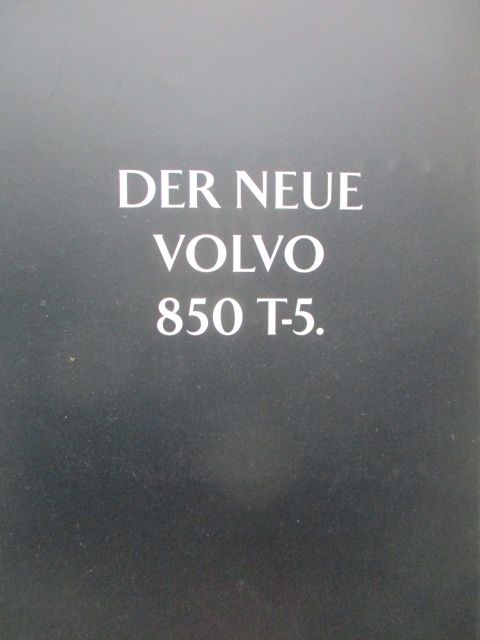 DER NEUE
VOLVO
850 T-5.